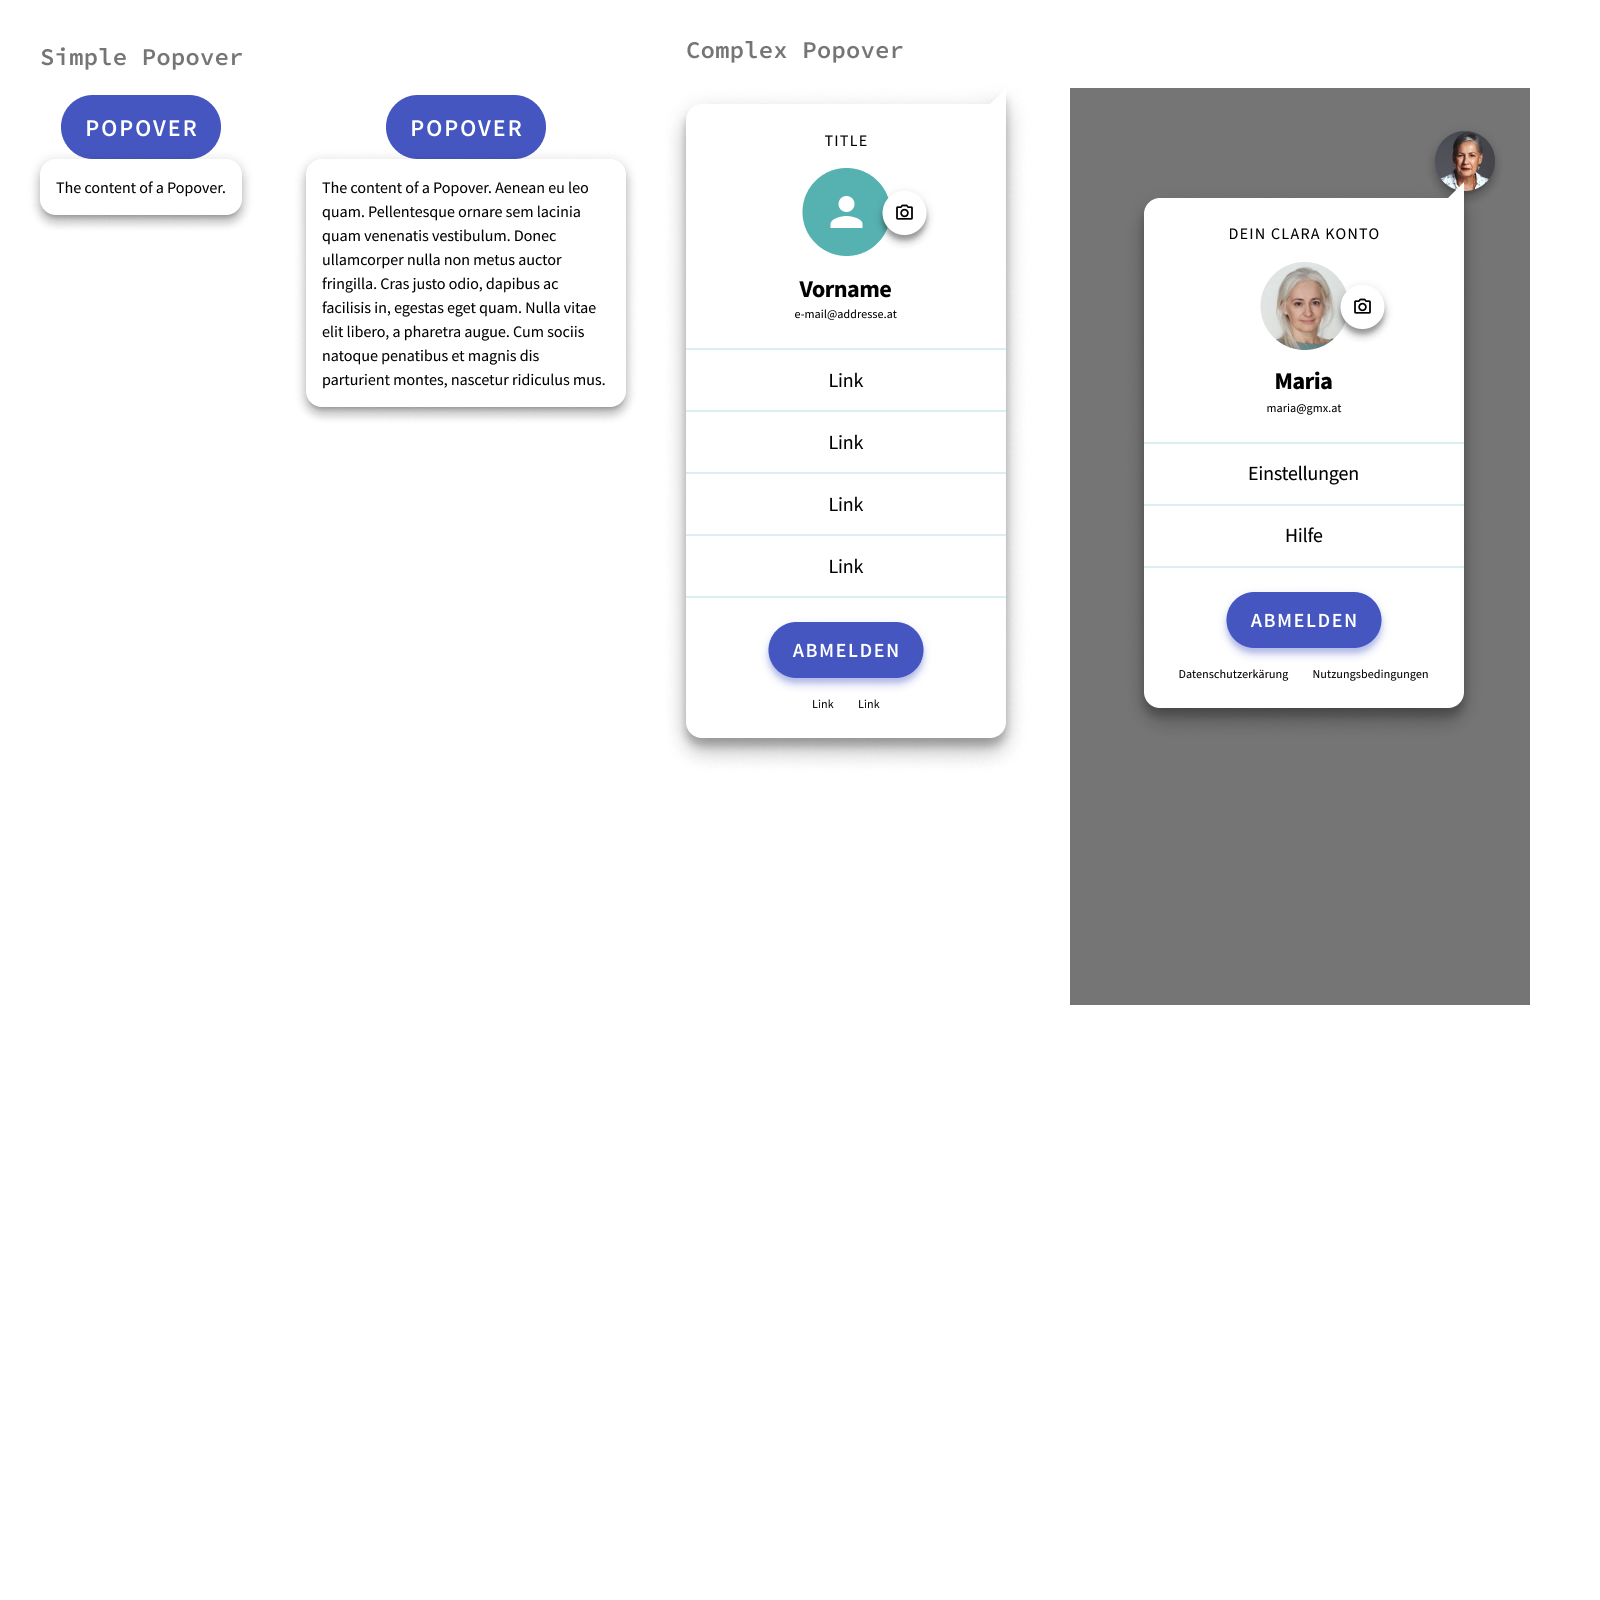 Simple Popover
POPOVER
The content of a Popover.
POPOVER
The content of a Popover. Aenean eu leo
quam. Pellentesque ornare sem lacinia
quam venenatis vestibulum. Donec
ullamcorper nulla non metus auctor
fringilla. Cras justo odio, dapibus ac
facilisis in, egestas eget quam. Nulla vitae
elit libero, a pharetra augue. Cum sociis
natoque penatibus et magnis dis
parturient montes, nascetur ridiculus mus.
Complex Popover
TITLE
Vorname
e-mail@addresse.at
Link
Link
Link
Link
ABMELDEN
Link Link
DEIN CLARA KONTO
Maria
maria@gmx.at
Einstellungen
Hilfe
ABMELDEN
Datenschutzerkärung Nutzungsbedingungen